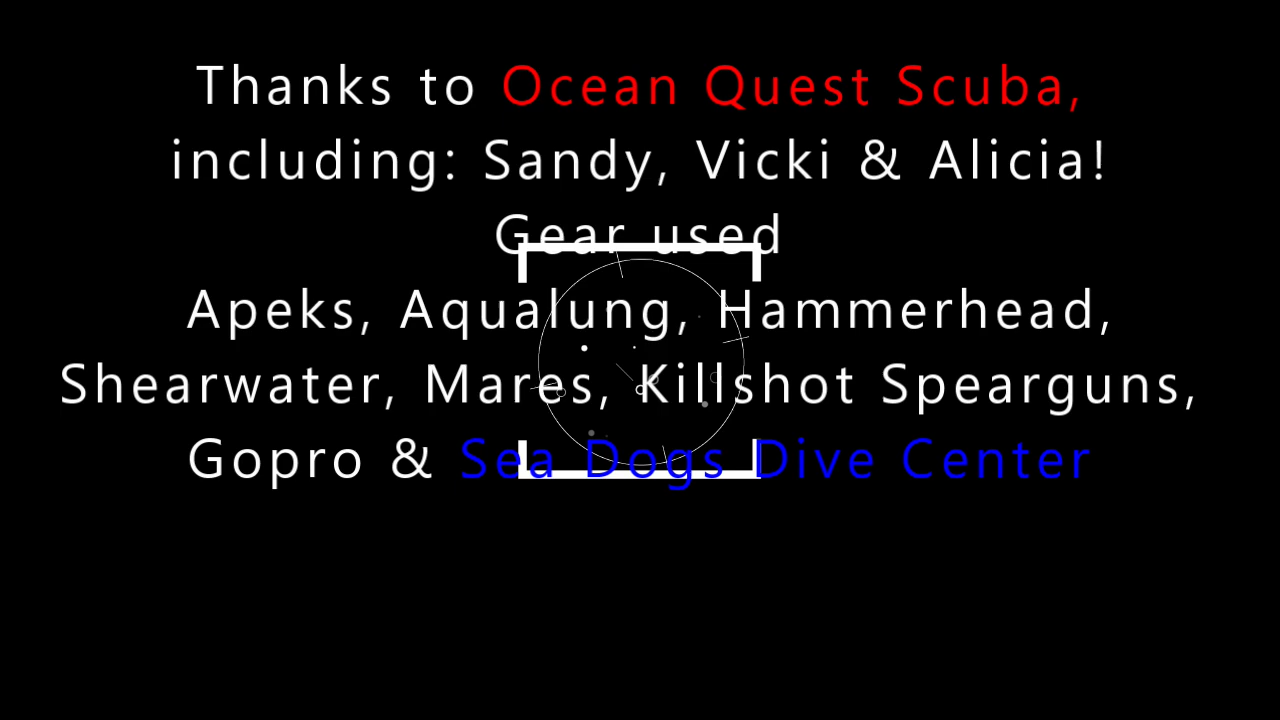 Thanks to Ocean Quest Scuba,
including: Sandy, Vicki & Alicia!
Gear used
Apeks, Aqualung, Hammerhead,
Shearwater, Mares, Killshot Spearguns,
Gopro & Sea Dogs Dive Center